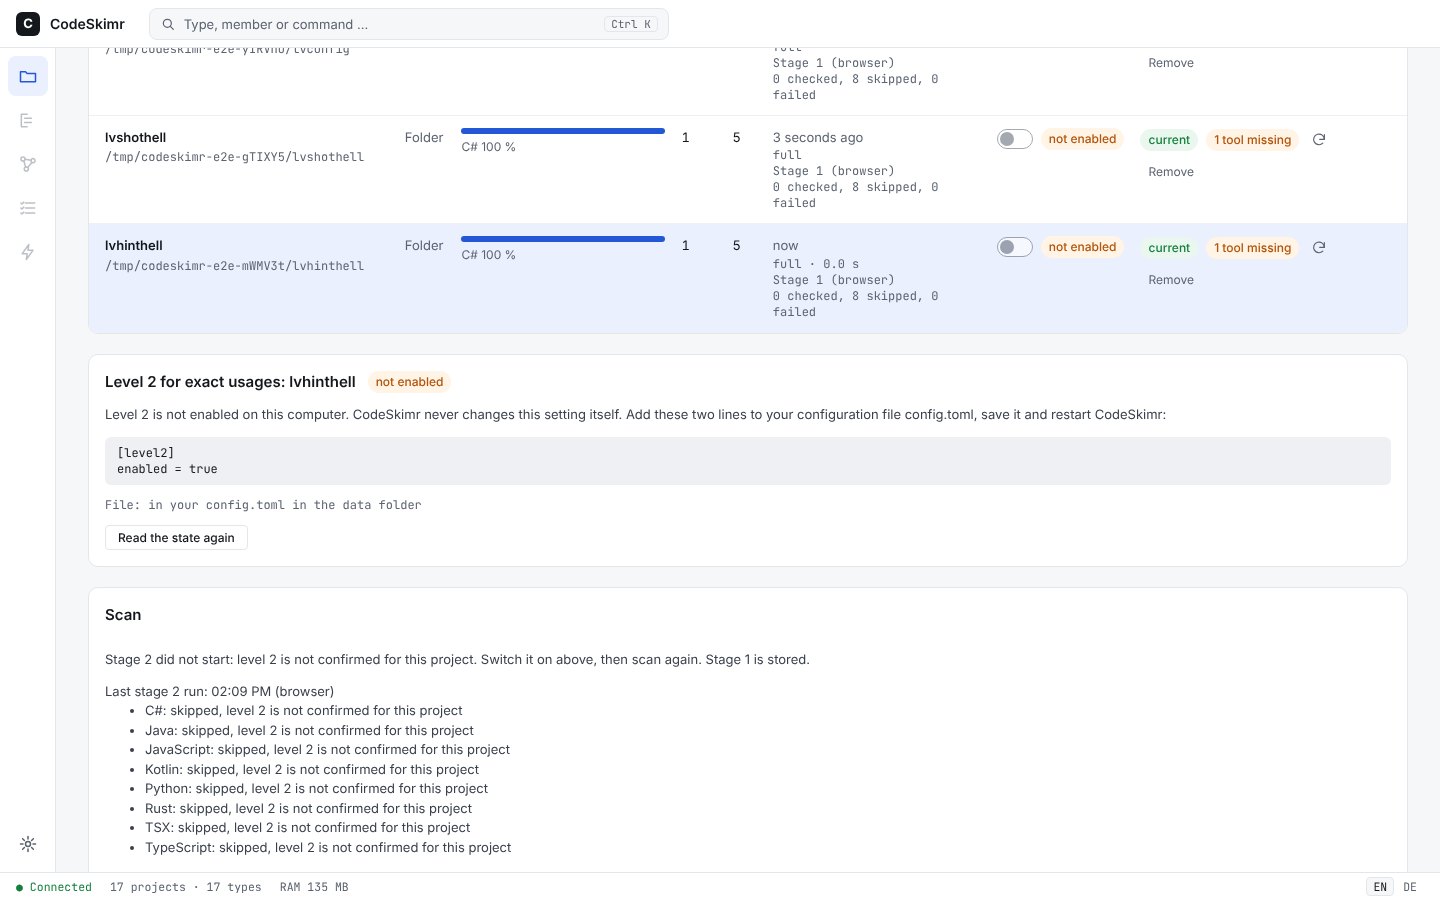 C CodeSkimr Type, member or command ... Ctrl K
/tmp/codeskimr-e2e-yIRVh0/lvconfig
full
Stage 1 (browser) Remove
0 checked, 8 skipped, 0
failed
lvshothell Folder C# 100 % 1 5 3 seconds ago not enabled current 1 tool missing
/tmp/codeskimr-e2e-gTIXY5/lvshothell full
Stage 1 (browser) Remove
0 checked, 8 skipped, 0
failed
lvhinthell Folder C# 100 % 1 5 now not enabled current 1 tool missing
/tmp/codeskimr-e2e-mWMV3t/lvhinthell full · 0.0 s
Stage 1 (browser) Remove
0 checked, 8 skipped, 0
failed
Level 2 for exact usages: lvhinthell not enabled
Level 2 is not enabled on this computer. CodeSkimr never changes this setting itself. Add these two lines to your configuration file config.toml, save it and restart CodeSkimr:
[level2]
enabled = true
File: in your config.toml in the data folder
Read the state again
Scan
Stage 2 did not start: level 2 is not confirmed for this project. Switch it on above, then scan again. Stage 1 is stored.
Last stage 2 run: 02:09 PM (browser)
• C#: skipped, level 2 is not confirmed for this project
• Java: skipped, level 2 is not confirmed for this project
• JavaScript: skipped, level 2 is not confirmed for this project
• Kotlin: skipped, level 2 is not confirmed for this project
• Python: skipped, level 2 is not confirmed for this project
• Rust: skipped, level 2 is not confirmed for this project
• TSX: skipped, level 2 is not confirmed for this project
• TypeScript: skipped, level 2 is not confirmed for this project
Connected 17 projects · 17 types RAM 135 MB EN DE